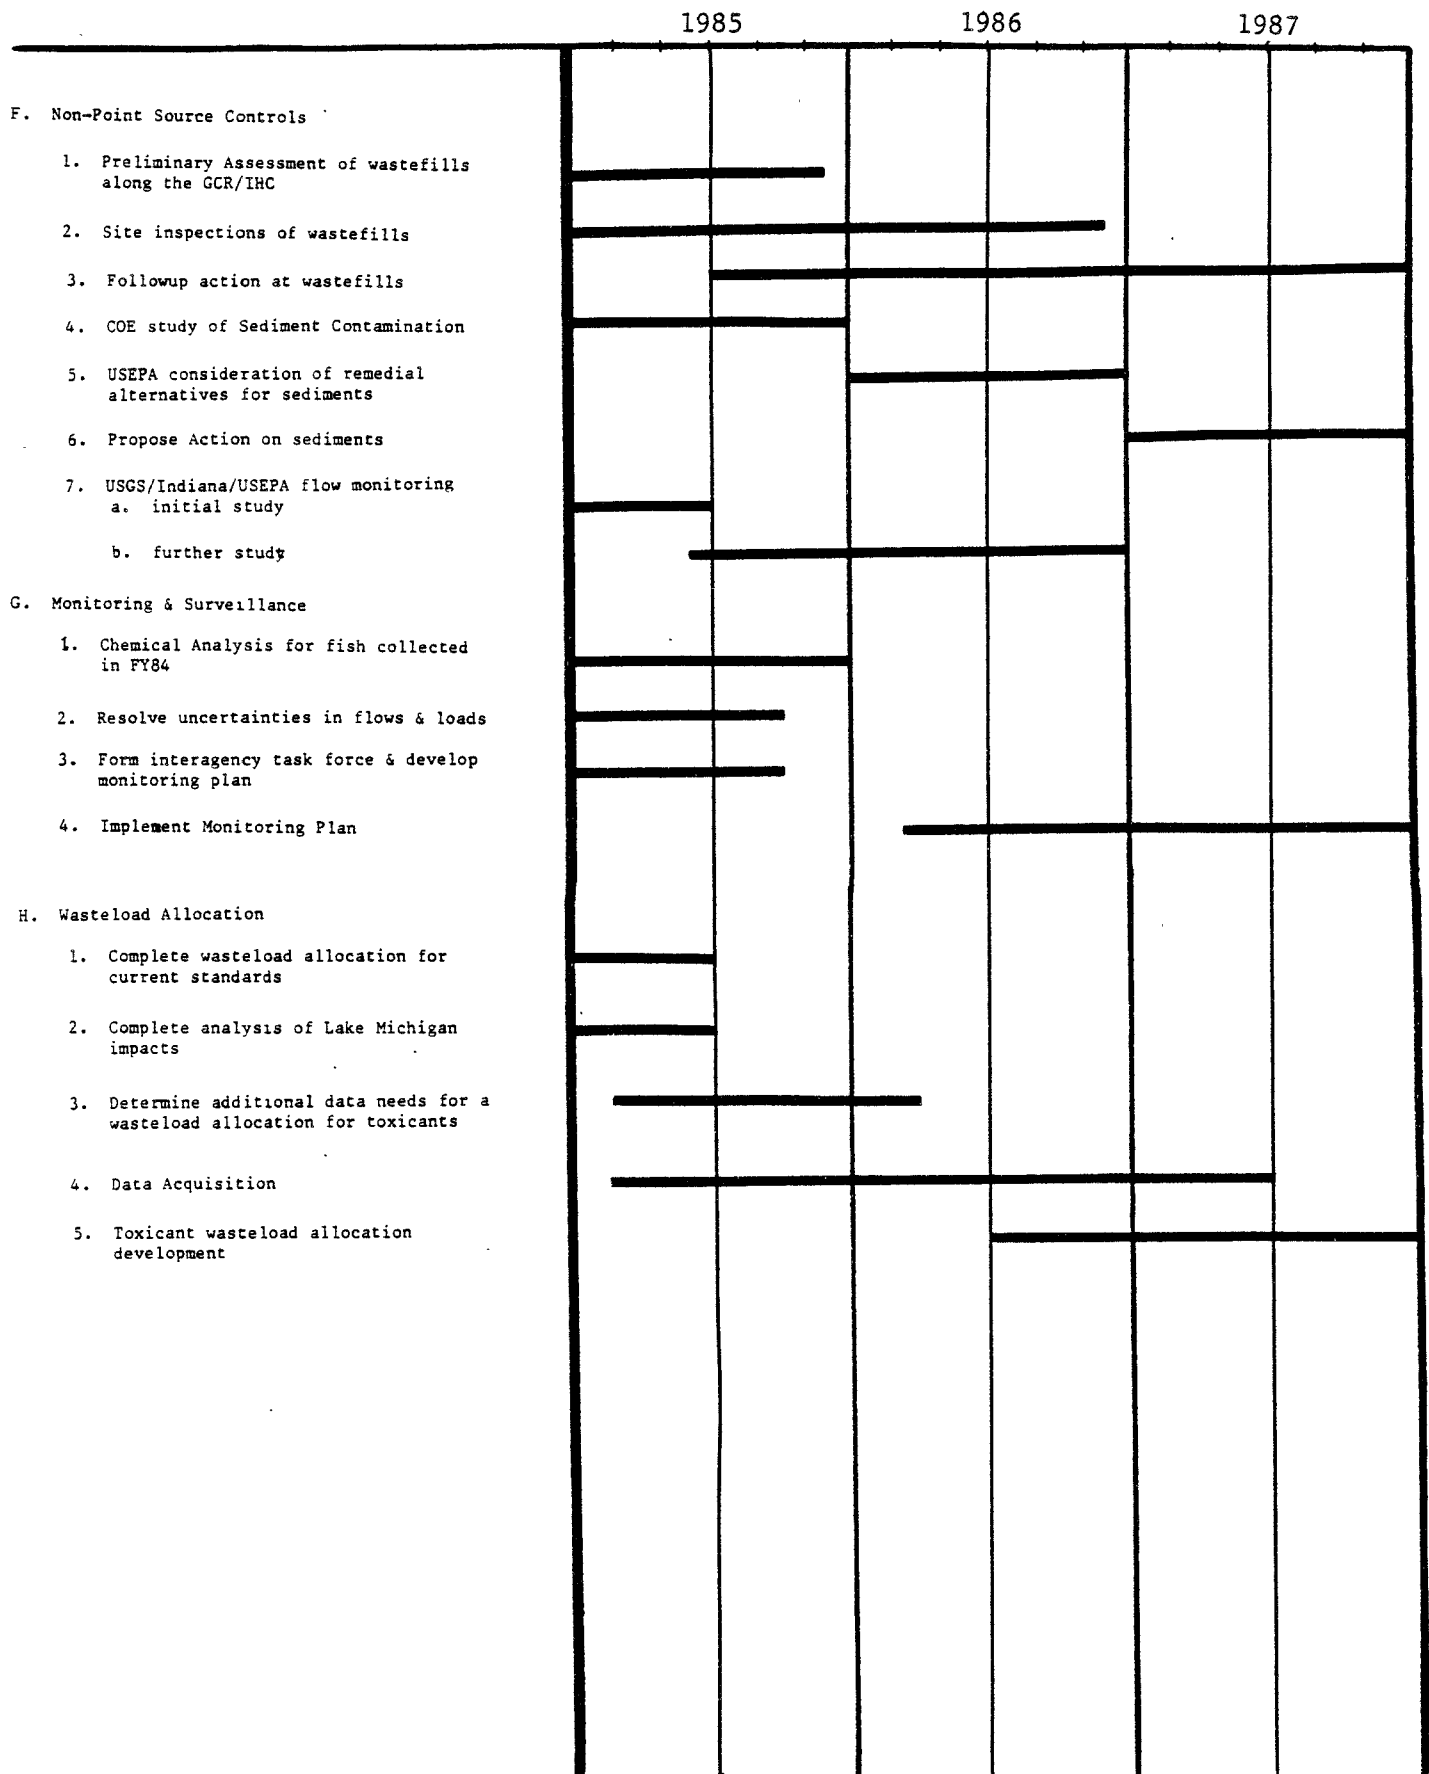 1985 1986 1987
F. Non-Point Source Controls
1. Preliminary Assessment of wastefills
along the GCR/IHC
2. Site inspections of wastefills
3. Followup action at wastefills
4. COE study of Sediment Contamination
5. USEPA consideration of remedial
alternatives for sediments
6. Propose Action on sediments
7. USGS/Indiana/USEPA flow monitoring
a. initial study
b. further study
G. Monitoring & Surveillance
1. Chemical Analysis for fish collected
in FY84
2. Resolve uncertainties in flows & loads
3. Form interagency task force & develop
monitoring plan
4. Implement Monitoring Plan
H. Wasteload Allocation
1. Complete wasteload allocation for
current standards
2. Complete analysis of Lake Michigan
impacts
3. Determine additional data needs for a
wasteload allocation for toxicants
4. Data Acquisition
5. Toxicant wasteload allocation
development